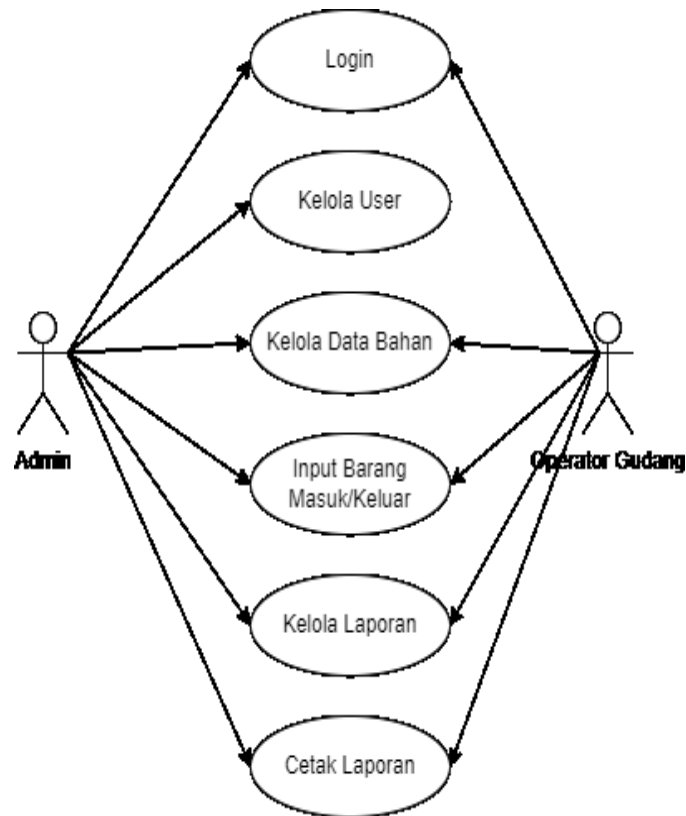 Login
Kelola User
Kelola Data Bahan
Admin
Operator Gudang
Input Barang
Masuk/Keluar
Kelola Laporan
Cetak Laporan